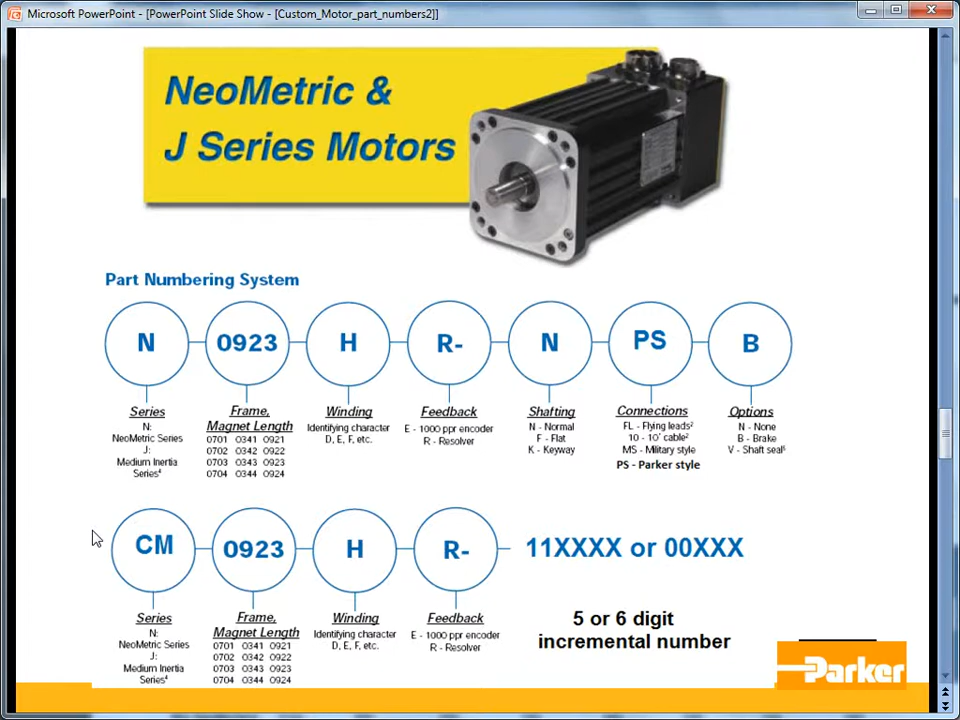 Microsoft PowerPoint - [PowerPoint Slide Show - [Custom_Motor_part_numbers2]]
NeoMetric &
J Series Motors
Part Numbering System
N 0923 H R- N PS B
Series Frame, Magnet Length Winding Feedback Shafting Connections Options
N:
NeoMetric Series
J:
Medium Inertia
Series⁴
0701 0341 0921
0702 0342 0922
0703 0343 0923
0704 0344 0924
Identifying character
D, E, F, etc.
E - 1000 ppr encoder
R - Resolver
N - Normal
F - Flat
K - Keyway
FL - Flying leads²
10 - 10' cable²
MS - Military style
PS - Parker style
N - None
B - Brake
V - Shaft seal⁵
CM 0923 H R- 11XXXX or 00XXX
Series Frame, Magnet Length Winding Feedback
N:
NeoMetric Series
J:
Medium Inertia
Series⁴
0701 0341 0921
0702 0342 0922
0703 0343 0923
0704 0344 0924
Identifying character
D, E, F, etc.
E - 1000 ppr encoder
R - Resolver
5 or 6 digit
incremental number
Parker